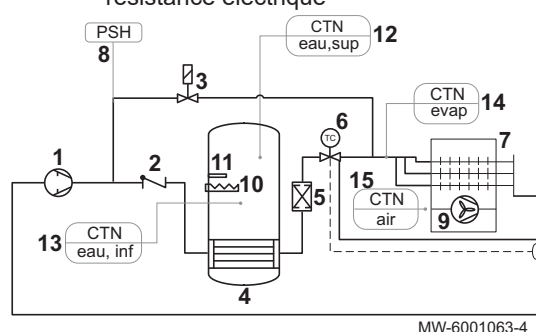 résistance électrique
PSH
8
CTN
eau,sup
12
3
6
TC
CTN
evap
14
7
1
2
11
10
5
15
CTN
air
9
13
CTN
eau, inf
4
MW-6001063-4